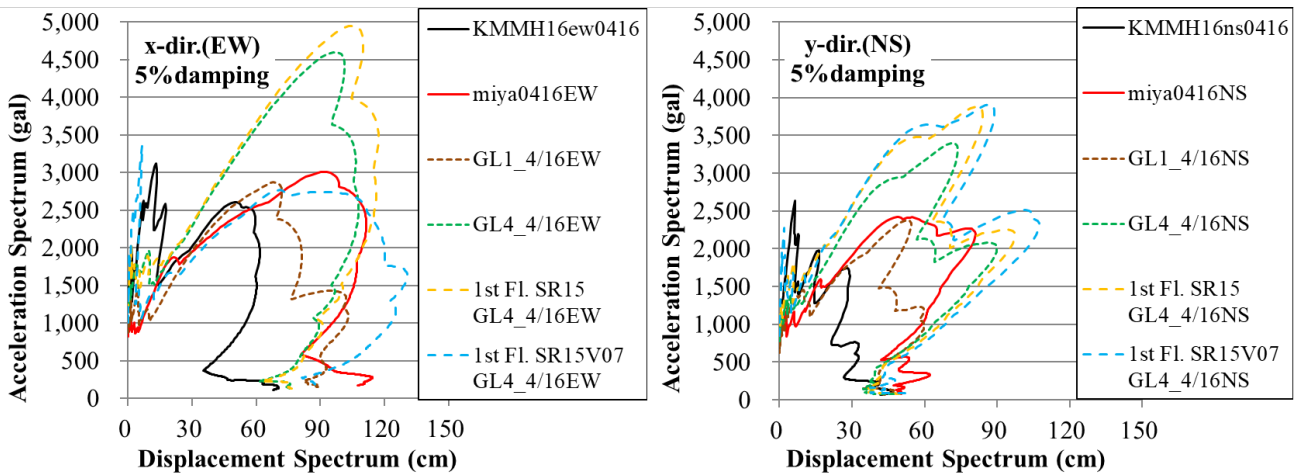 x-dir.(EW)
5%damping
Acceleration Spectrum (gal)
5,000
4,500
4,000
3,500
3,000
2,500
2,000
1,500
1,000
500
0
0 30 60 90 120 150
Displacement Spectrum (cm)
KMMH16ew0416
miya0416EW
GL1_4/16EW
GL4_4/16EW
1st Fl. SR15
GL4_4/16EW
1st Fl. SR15V07
GL4_4/16EW
y-dir.(NS)
5%damping
Acceleration Spectrum (gal)
5,000
4,500
4,000
3,500
3,000
2,500
2,000
1,500
1,000
500
0
0 30 60 90 120 150
Displacement Spectrum (cm)
KMMH16ns0416
miya0416NS
GL1_4/16NS
GL4_4/16NS
1st Fl. SR15
GL4_4/16NS
1st Fl. SR15V07
GL4_4/16NS